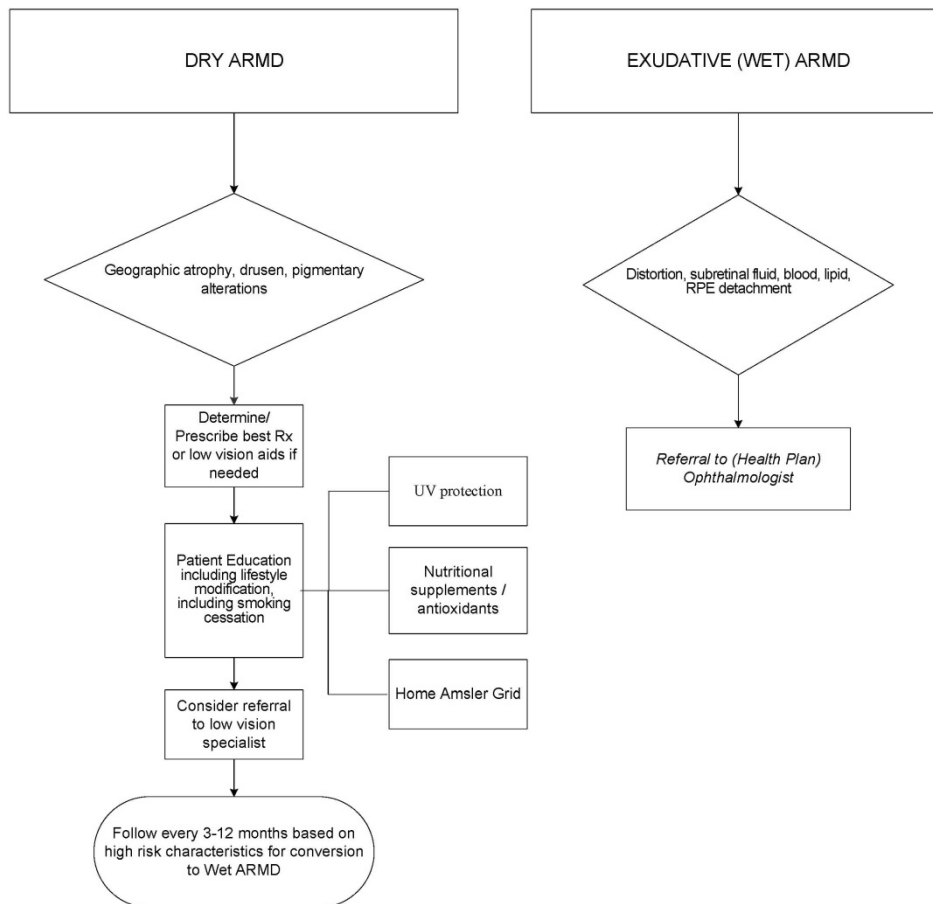 DRY ARMD
EXUDATIVE (WET) ARMD
Geographic atrophy, drusen, pigmentary
alterations
Distortion, subretinal fluid, blood, lipid,
RPE detachment
Determine/
Prescribe best Rx
or low vision aids if
needed
Referral to (Health Plan)
Ophthalmologist
UV protection
Patient Education
including lifestyle
modification,
including smoking
cessation
Nutritional
supplements /
antioxidants
Home Amsler Grid
Consider referral
to low vision
specialist
Follow every 3-12 months based on
high risk characteristics for conversion
to Wet ARMD